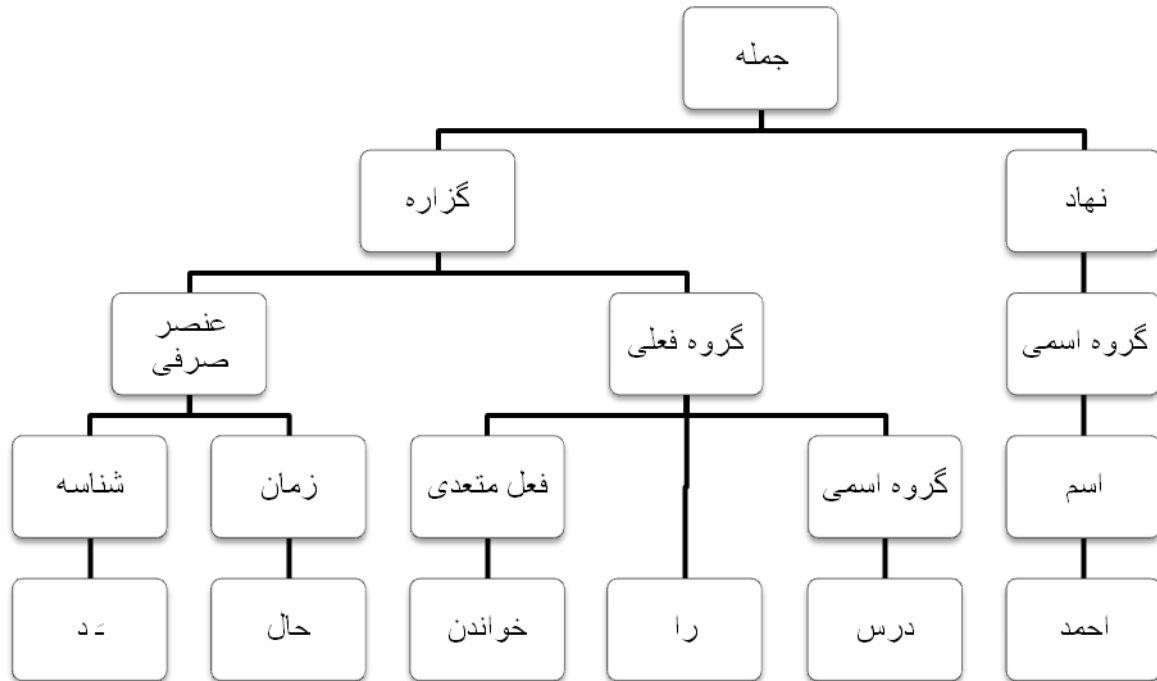 جمله
نهاد
گزاره
گروه اسمی
گروه فعلی
عنصر
صرفی
اسم
گروه اسمی
فعل متعدی
زمان
شناسه
احمد
درس
را
خواندن
حال
ـَ د